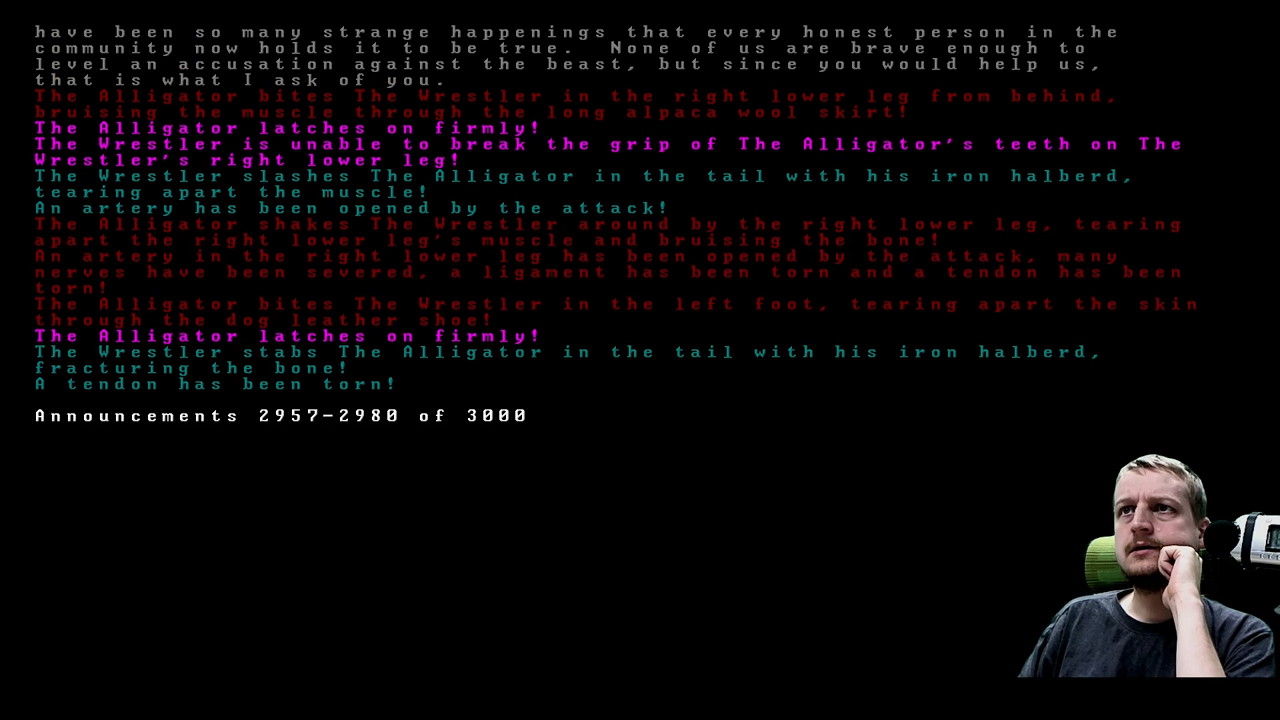 have been so many strange happenings that every honest person in the
community now holds it to be true.  None of us are brave enough to
level an accusation against the beast, but since you would help us,
that is what I ask of you.
The Alligator bites The Wrestler in the right lower leg from behind,
bruising the muscle through the long alpaca wool skirt!
The Alligator latches on firmly!
The Wrestler is unable to break the grip of The Alligator's teeth on The
Wrestler's right lower leg!
The Wrestler slashes The Alligator in the tail with his iron halberd,
tearing apart the muscle!
An artery has been opened by the attack!
The Alligator shakes The Wrestler around by the right lower leg, tearing
apart the right lower leg's muscle and bruising the bone!
An artery in the right lower leg has been opened by the attack, many
nerves have been severed, a ligament has been torn and a tendon has been
torn!
The Alligator bites The Wrestler in the left foot, tearing apart the skin
through the dog leather shoe!
The Alligator latches on firmly!
The Wrestler stabs The Alligator in the tail with his iron halberd,
fracturing the bone!
A tendon has been torn!
Announcements 2957-2980 of 3000